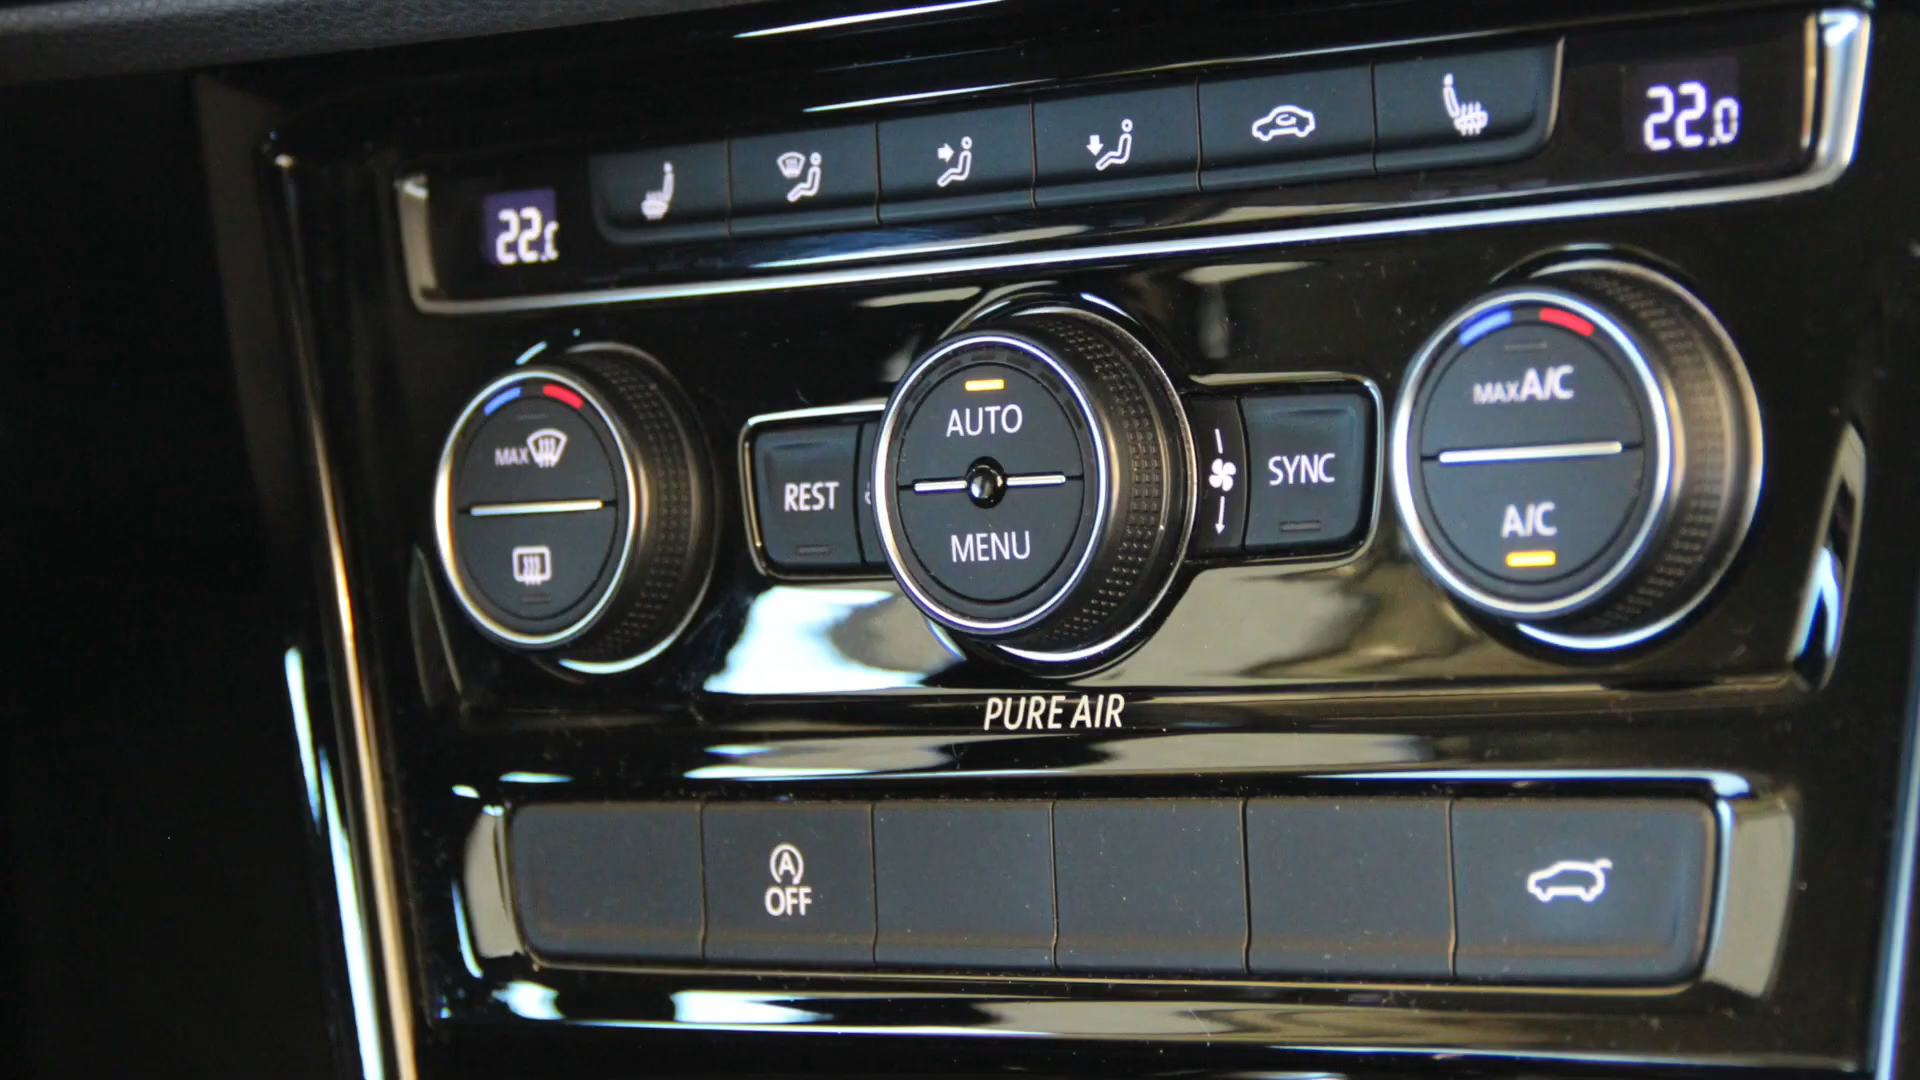 22.0
22.0
MAX
REST
AUTO
MENU
SYNC
MAX A/C
A/C
PURE AIR
A
OFF